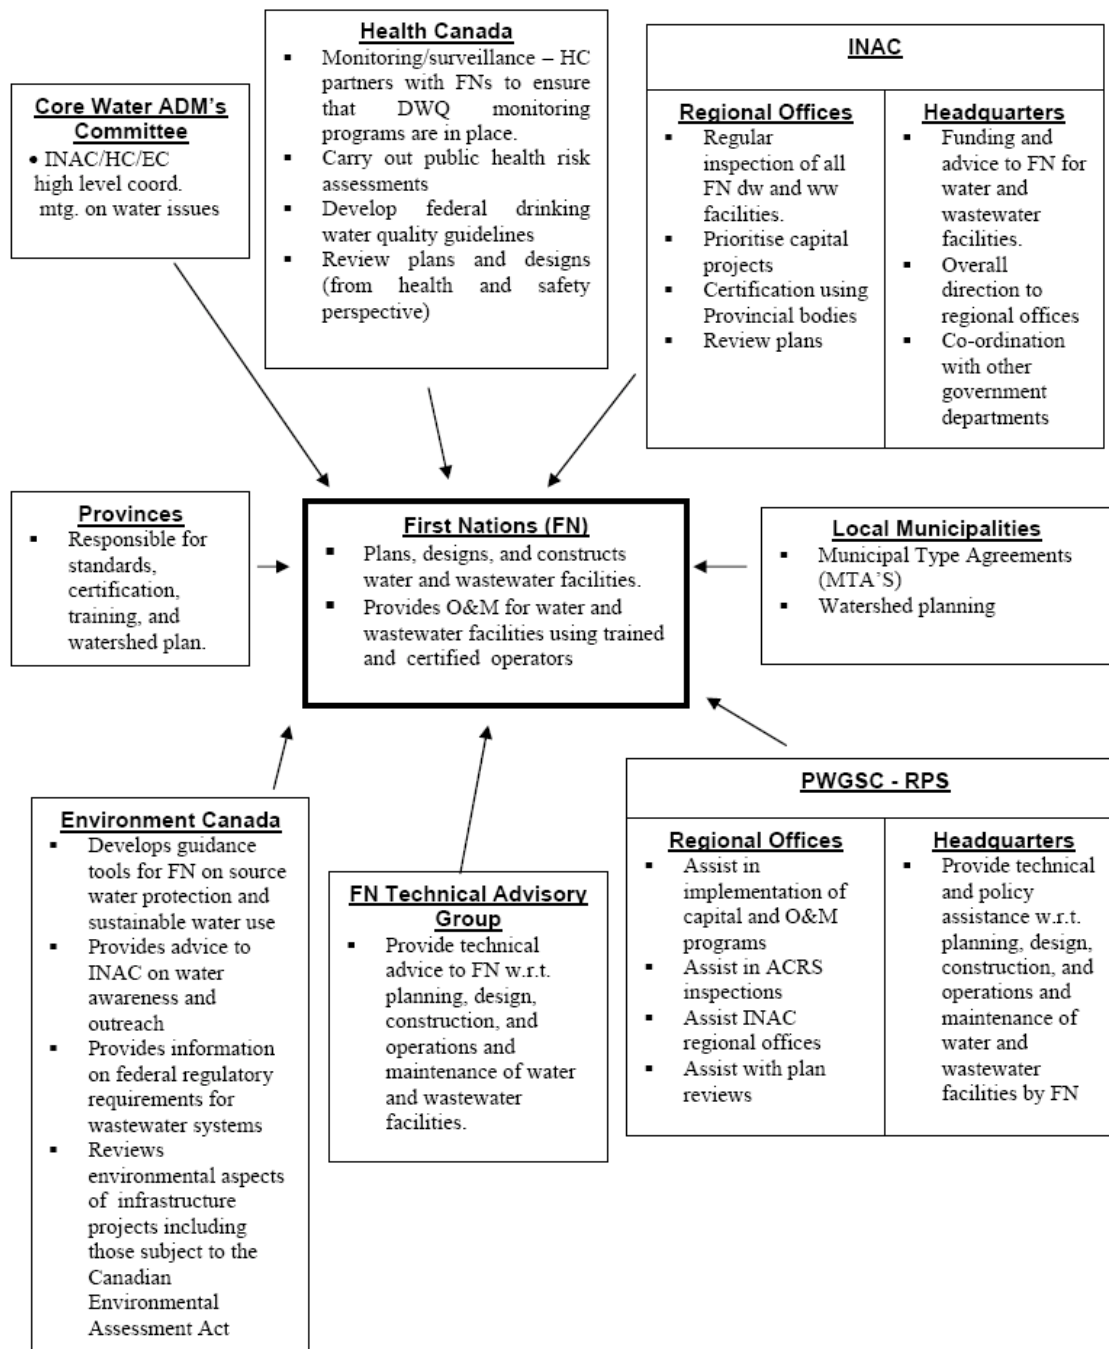 Core Water ADM's
Committee
• INAC/HC/EC
high level coord.
mtg. on water issues
Health Canada
▪ Monitoring/surveillance – HC
partners with FNs to ensure
that DWQ monitoring
programs are in place.
▪ Carry out public health risk
assessments
▪ Develop federal drinking
water quality guidelines
▪ Review plans and designs
(from health and safety
perspective)
INAC
Regional Offices
▪ Regular
inspection of all
FN dw and ww
facilities.
▪ Prioritise capital
projects
▪ Certification using
Provincial bodies
▪ Review plans
Headquarters
▪ Funding and
advice to FN for
water and
wastewater
facilities.
▪ Overall
direction to
regional offices
▪ Co-ordination
with other
government
departments
Provinces
▪ Responsible for
standards,
certification,
training, and
watershed plan.
First Nations (FN)
▪ Plans, designs, and constructs
water and wastewater facilities.
▪ Provides O&M for water and
wastewater facilities using trained
and certified operators
Local Municipalities
▪ Municipal Type Agreements
(MTA'S)
▪ Watershed planning
Environment Canada
▪ Develops guidance
tools for FN on source
water protection and
sustainable water use
▪ Provides advice to
INAC on water
awareness and
outreach
▪ Provides information
on federal regulatory
requirements for
wastewater systems
▪ Reviews
environmental aspects
of infrastructure
projects including
those subject to the
Canadian
Environmental
Assessment Act
FN Technical Advisory
Group
▪ Provide technical
advice to FN w.r.t.
planning, design,
construction, and
operations and
maintenance of water
and wastewater
facilities.
PWGSC - RPS
Regional Offices
▪ Assist in
implementation of
capital and O&M
programs
▪ Assist in ACRS
inspections
▪ Assist INAC
regional offices
▪ Assist with plan
reviews
Headquarters
▪ Provide technical
and policy
assistance w.r.t.
planning, design,
construction, and
operations and
maintenance of
water and
wastewater
facilities by FN